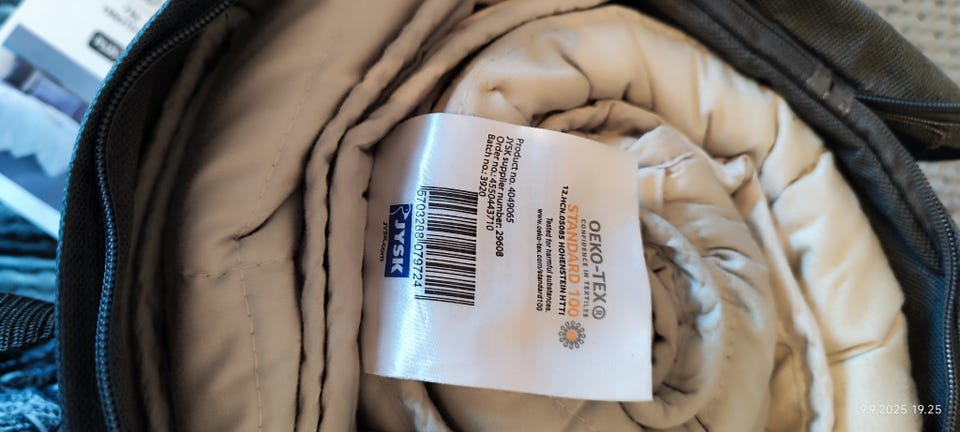 OEKO-TEX®
CONFIDENCE IN TEXTILES
STANDARD 100
12.HCN.05085 HOHENSTEIN HTTI
Tested for harmful substances.
www.oeko-tex.com/standard100
Product no. 4049065
JYSK supplier number: 29608
Order no.: 4550443710
Batch no.: 3920
5703288079724
JYSK
JYSK.com
9.9.2025 19.25